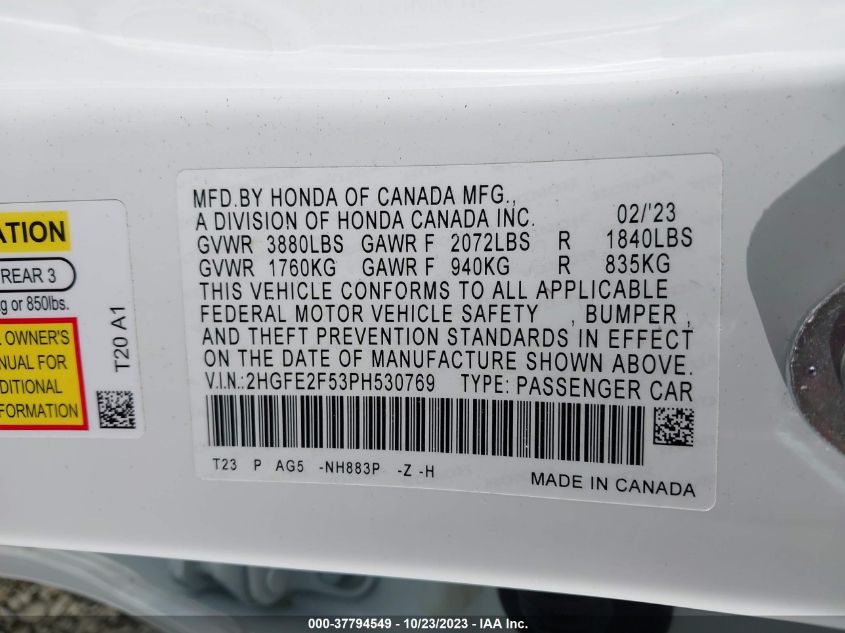 ATION
REAR 3
g or 850lbs.
OWNER'S
ANUAL FOR
DITIONAL
FORMATION
T20 A1
MFD.BY HONDA OF CANADA MFG.,
A DIVISION OF HONDA CANADA INC. 02/'23
GVWR 3880LBS GAWR F 2072LBS R 1840LBS
GVWR 1760KG GAWR F 940KG R 835KG
THIS VEHICLE CONFORMS TO ALL APPLICABLE
FEDERAL MOTOR VEHICLE SAFETY , BUMPER ,
AND THEFT PREVENTION STANDARDS IN EFFECT
ON THE DATE OF MANUFACTURE SHOWN ABOVE.
V.I.N.:2HGFE2F53PH530769 TYPE: PASSENGER CAR
T23 P AG5 -NH883P -Z -H
MADE IN CANADA
000-37794549 | 10/23/2023 | IAA Inc.